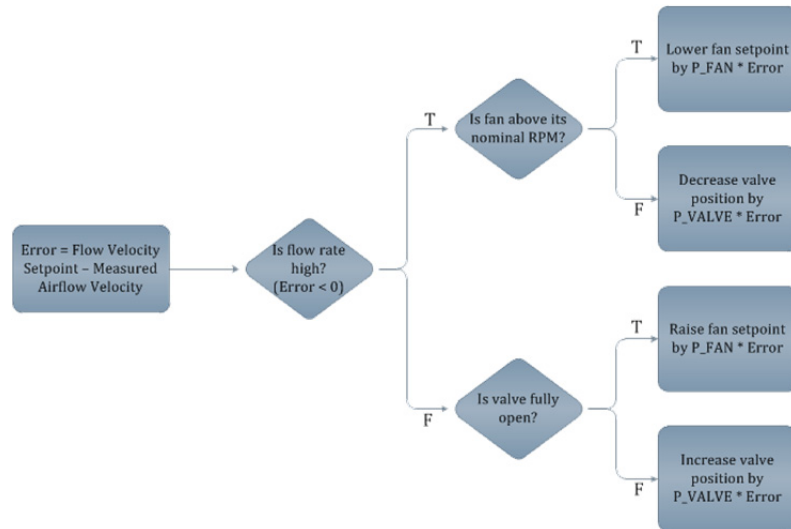 Error = Flow Velocity
Setpoint – Measured
Airflow Velocity
Is flow rate
high?
(Error < 0)
T
Is fan above its
nominal RPM?
T
Lower fan setpoint
by P_FAN * Error
F
Decrease valve
position by
P_VALVE * Error
F
Is valve fully
open?
T
Raise fan setpoint
by P_FAN * Error
F
Increase valve
position by
P_VALVE * Error